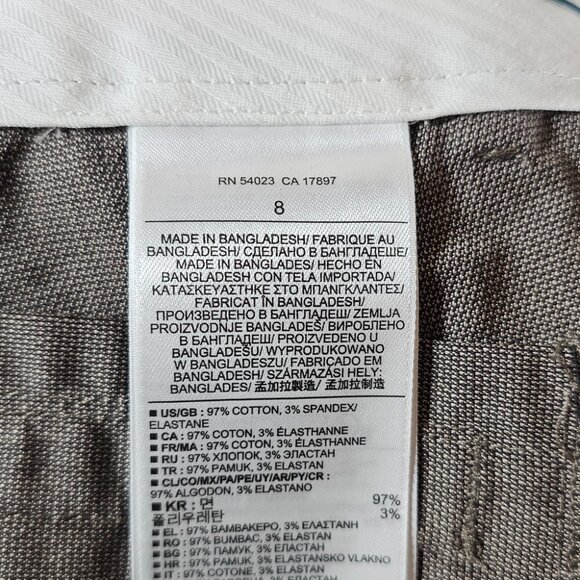 RN 54023 CA 17897
8
MADE IN BANGLADESH/ FABRIQUE AU
BANGLADESH/ СДЕЛАНО В БАНГЛАДЕШЕ/
MADE IN BANGLADES/ HECHO EN
BANGLADESH CON TELA IMPORTADA/
ΚΑΤΑΣΚΕΥΑΣΤΗΚΕ ΣΤΟ ΜΠΑΝΓΚΛΑΝΤΕΣ/
FABRICAT ÎN BANGLADESH/
ПРОИЗВЕДЕНО В БАНГЛАДЕШ/ ZEMLJA
PROIZVODNJE BANGLADEŠ/ ВИРОБЛЕНО
В БАНГЛАДЕШ/ PROIZVEDENO U
BANGLADEŠU/ WYPRODUKOWANO
W BANGLADESZU/ FABRICADO EM
BANGLADESH/ SZÁRMAZÁSI HELY:
BANGLADES/ 孟加拉製造/ 孟加拉制造
■ US/GB : 97% COTTON, 3% SPANDEX/
ELASTANE
■ CA : 97% COTON, 3% ÉLASTHANNE
■ FR/MA : 97% COTON, 3% ÉLASTHANNE
■ RU : 97% ХЛОПОК, 3% ЭЛАСТАН
■ TR : 97% PAMUK, 3% ELASTAN
■ CL/CO/MX/PA/PE/UY/AR/PY/CR :
97% ALGODON, 3% ELASTANO
■ KR : 면 97%
폴리우레탄 3%
■ EL : 97% ΒΑΜΒΑΚΕΡΟ, 3% ΕΛΑΣΤΑΝΗ
■ RO : 97% BUMBAC, 3% ELASTAN
■ BG : 97% ПАМУК, 3% ЕЛАСТАН
■ HR : 97% PAMUK, 3% ELASTANSKO VLAKNO
■ IT : 97% COTONE, 3% ELASTAN